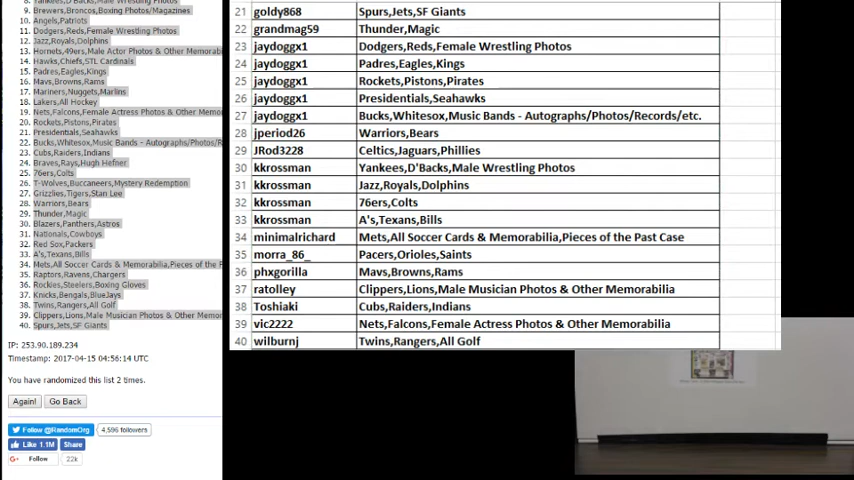 8. Yankees,D'Backs,Male Wrestling Photos
9. Brewers,Broncos,Boxing Photos/Magazines
10. Angels,Patriots
11. Dodgers,Reds,Female Wrestling Photos
12. Jazz,Royals,Dolphins
13. Hornets,49ers,Male Actor Photos & Other Memorabi
14. Hawks,Chiefs,STL Cardinals
15. Padres,Eagles,Kings
16. Mavs,Browns,Rams
17. Mariners,Nuggets,Marlins
18. Lakers,All Hockey
19. Nets,Falcons,Female Actress Photos & Other Memor
20. Rockets,Pistons,Pirates
21. Presidentials,Seahawks
22. Bucks,Whitesox,Music Bands - Autographs/Photos/R
23. Cubs,Raiders,Indians
24. Braves,Rays,Hugh Hefner
25. 76ers,Colts
26. T-Wolves,Buccaneers,Mystery Redemption
27. Grizzlies,Tigers,Stan Lee
28. Warriors,Bears
29. Thunder,Magic
30. Blazers,Panthers,Astros
31. Nationals,Cowboys
32. Red Sox,Packers
33. A's,Texans,Bills
34. Mets,All Soccer Cards & Memorabilia,Pieces of the P
35. Raptors,Ravens,Chargers
36. Rockies,Steelers,Boxing Gloves
37. Knicks,Bengals,BlueJays
38. Twins,Rangers,All Golf
39. Clippers,Lions,Male Musician Photos & Other Memor
40. Spurs,Jets,SF Giants
IP: 253.90.189.234
Timestamp: 2017-04-15 04:56:14 UTC
You have randomized this list 2 times.
Again! Go Back
Follow @RandomOrg 4,596 followers
Like 1.1M Share
G+ Follow 22k
21 goldy868 Spurs,Jets,SF Giants
22 grandmag59 Thunder,Magic
23 jaydoggx1 Dodgers,Reds,Female Wrestling Photos
24 jaydoggx1 Padres,Eagles,Kings
25 jaydoggx1 Rockets,Pistons,Pirates
26 jaydoggx1 Presidentials,Seahawks
27 jaydoggx1 Bucks,Whitesox,Music Bands - Autographs/Photos/Records/etc.
28 jperiod26 Warriors,Bears
29 JRod3228 Celtics,Jaguars,Phillies
30 kkrossman Yankees,D'Backs,Male Wrestling Photos
31 kkrossman Jazz,Royals,Dolphins
32 kkrossman 76ers,Colts
33 kkrossman A's,Texans,Bills
34 minimalrichard Mets,All Soccer Cards & Memorabilia,Pieces of the Past Case
35 morra_86_ Pacers,Orioles,Saints
36 phxgorilla Mavs,Browns,Rams
37 ratolley Clippers,Lions,Male Musician Photos & Other Memorabilia
38 Toshiaki Cubs,Raiders,Indians
39 vic2222 Nets,Falcons,Female Actress Photos & Other Memorabilia
40 wilburnj Twins,Rangers,All Golf